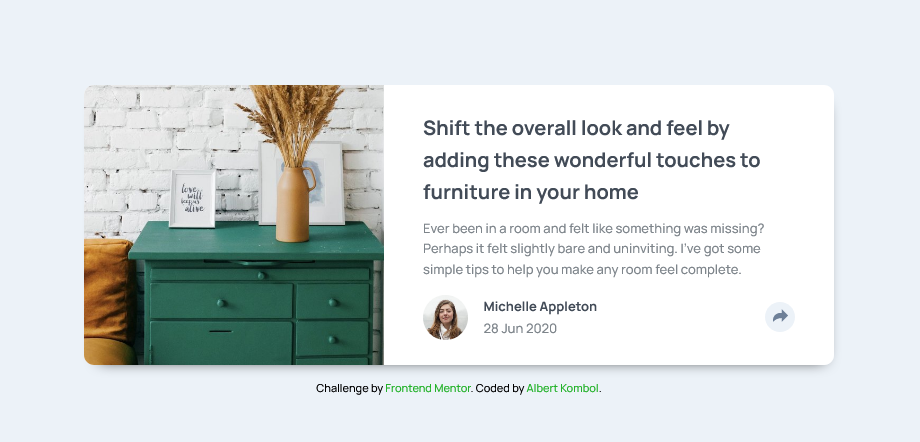 love
will
keep us
alive
Shift the overall look and feel by
adding these wonderful touches to
furniture in your home
Ever been in a room and felt like something was missing?
Perhaps it felt slightly bare and uninviting. I've got some
simple tips to help you make any room feel complete.
Michelle Appleton
28 Jun 2020
Challenge by Frontend Mentor. Coded by Albert Kombol.